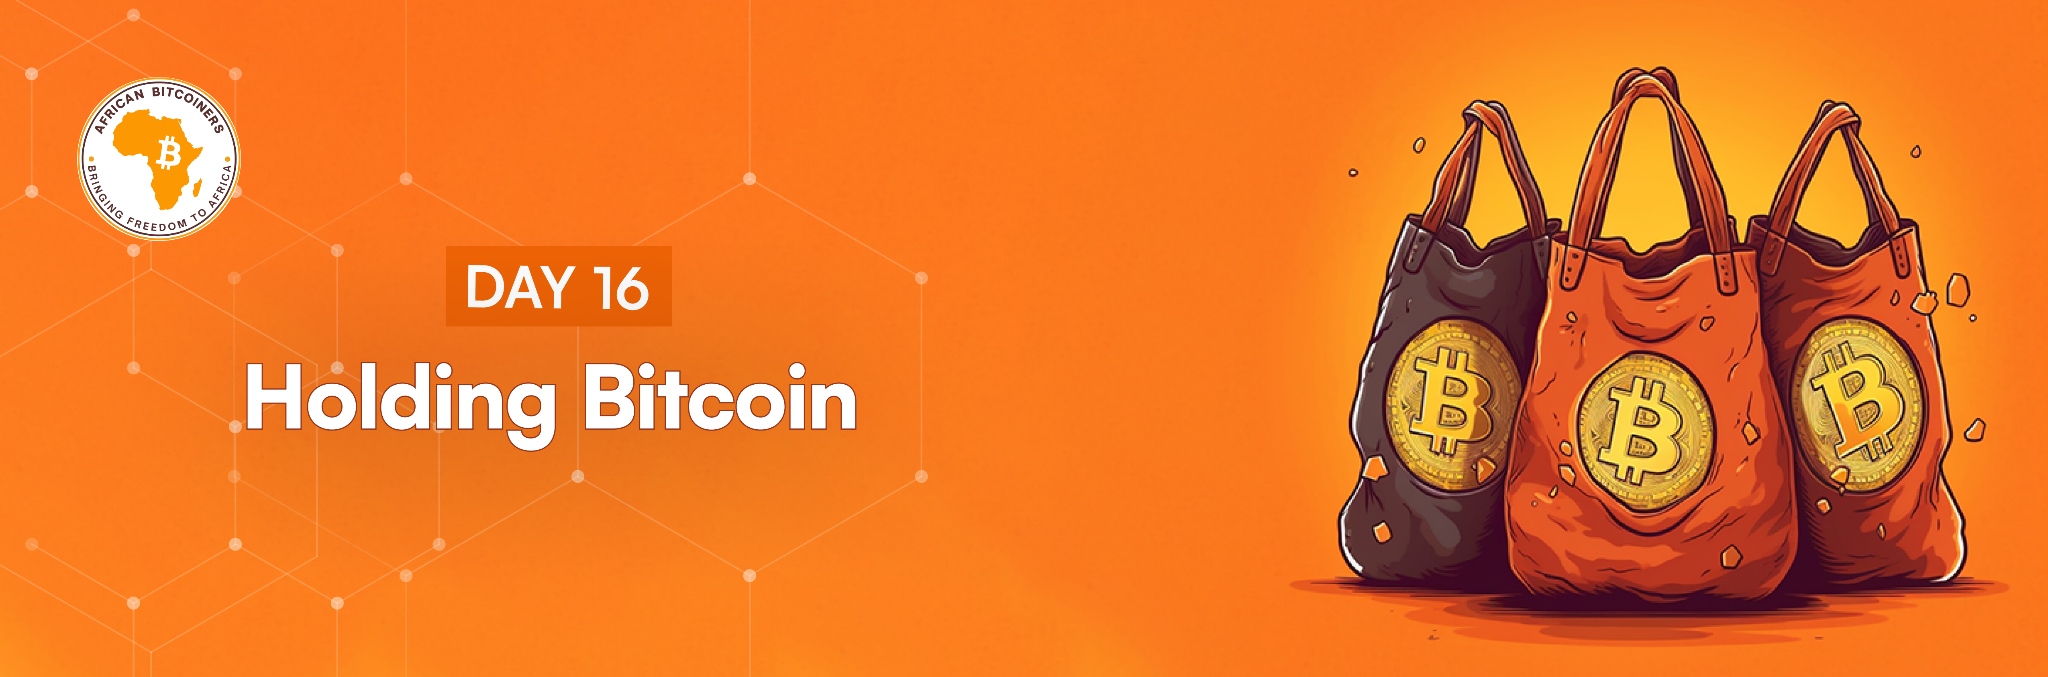 AFRICAN BITCOINERS
BRINGING FREEDOM TO AFRICA
DAY 16
Holding Bitcoin